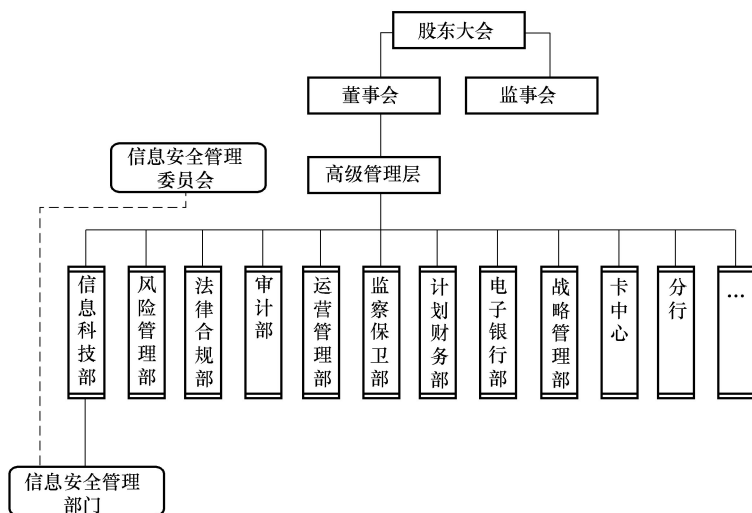 股东大会
董事会
监事会
信息安全管理
委员会
高级管理层
信息科技部
风险管理部
法律合规部
审计部
运营管理部
监察保卫部
计划财务部
电子银行部
战略管理部
卡中心
分行
…
信息安全管理
部门